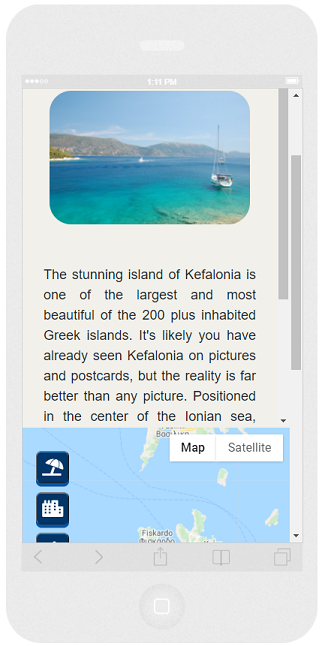 1:11 PM
The stunning island of Kefalonia is
one of the largest and most
beautiful of the 200 plus inhabited
Greek islands. It's likely you have
already seen Kefalonia on pictures
and postcards, but the reality is far
better than any picture. Positioned
in the center of the Ionian sea,
Βασιλική
Map Satellite
Fiskardo
Φισκάρδο